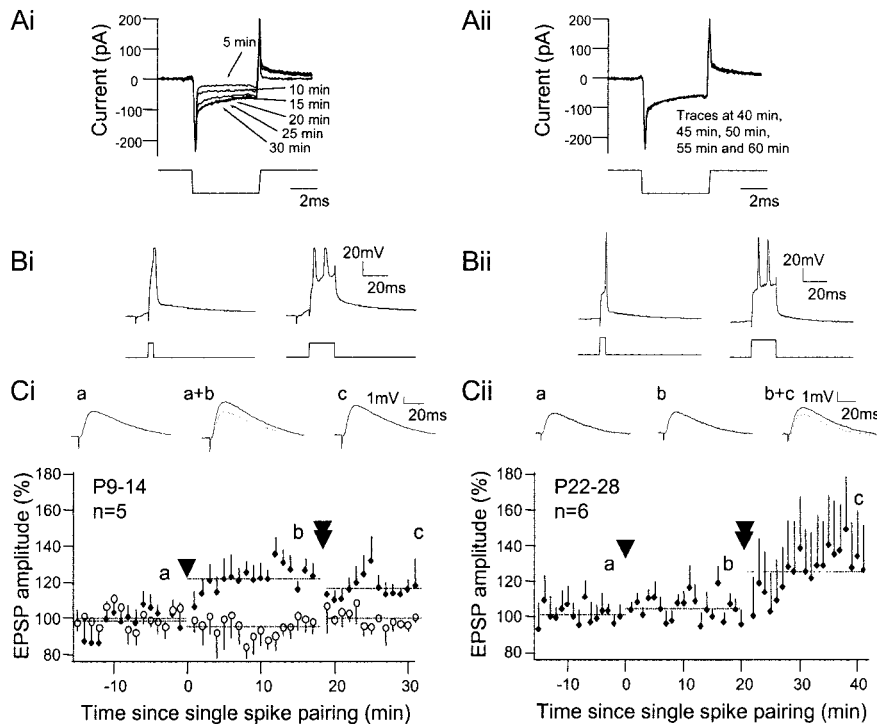 Ai
Current (pA)
200
100
0
-100
-200
5 min
10 min
15 min
20 min
25 min
30 min
2ms
Aii
Current (pA)
200
100
0
-100
-200
Traces at 40 min,
45 min, 50 min,
55 min and 60 min
2ms
Bi
20mV
20ms
Bii
20mV
20ms
Ci
a
a+b
c
1mV
20ms
EPSP amplitude (%)
180
160
140
120
100
80
P9-14
n=5
a
b
c
-10
0
10
20
30
Time since single spike pairing (min)
Cii
a
b
b+c
1mV
20ms
EPSP amplitude (%)
180
160
140
120
100
80
P22-28
n=6
a
b
c
-10
0
10
20
30
40
Time since single spike pairing (min)